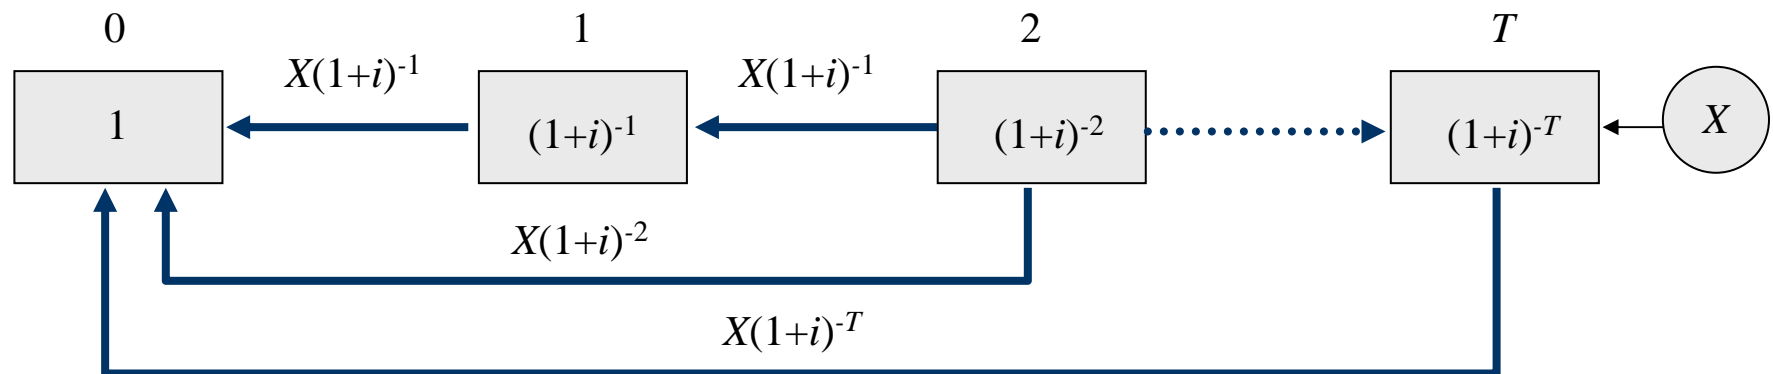 0 1 2 T
X(1+i)⁻¹ X(1+i)⁻¹
1 (1+i)⁻¹ (1+i)⁻² (1+i)⁻ᵀ X
X(1+i)⁻²
X(1+i)⁻ᵀ